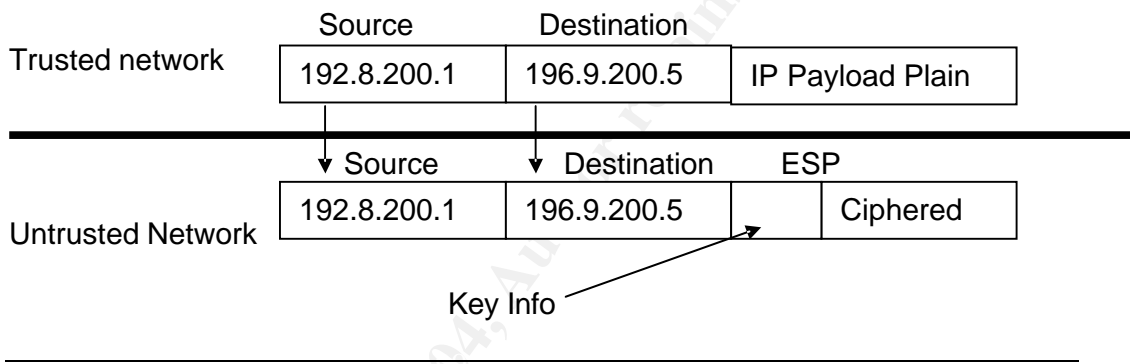 Source Destination
Trusted network 192.8.200.1 196.9.200.5 IP Payload Plain
Source Destination ESP
Untrusted Network 192.8.200.1 196.9.200.5 Ciphered
Key Info